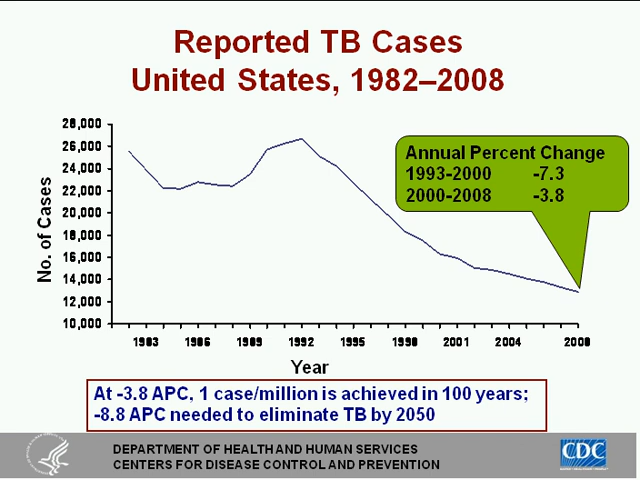 Reported TB Cases
United States, 1982–2008
28,000
26,000
24,000
22,000
20,000
18,000
16,000
14,000
12,000
10,000
No. of Cases
Annual Percent Change
1993-2000 -7.3
2000-2008 -3.8
1983 1986 1989 1992 1995 1998 2001 2004 2008
Year
At -3.8 APC, 1 case/million is achieved in 100 years;
-8.8 APC needed to eliminate TB by 2050
DEPARTMENT OF HEALTH AND HUMAN SERVICES
CENTERS FOR DISEASE CONTROL AND PREVENTION
CDC